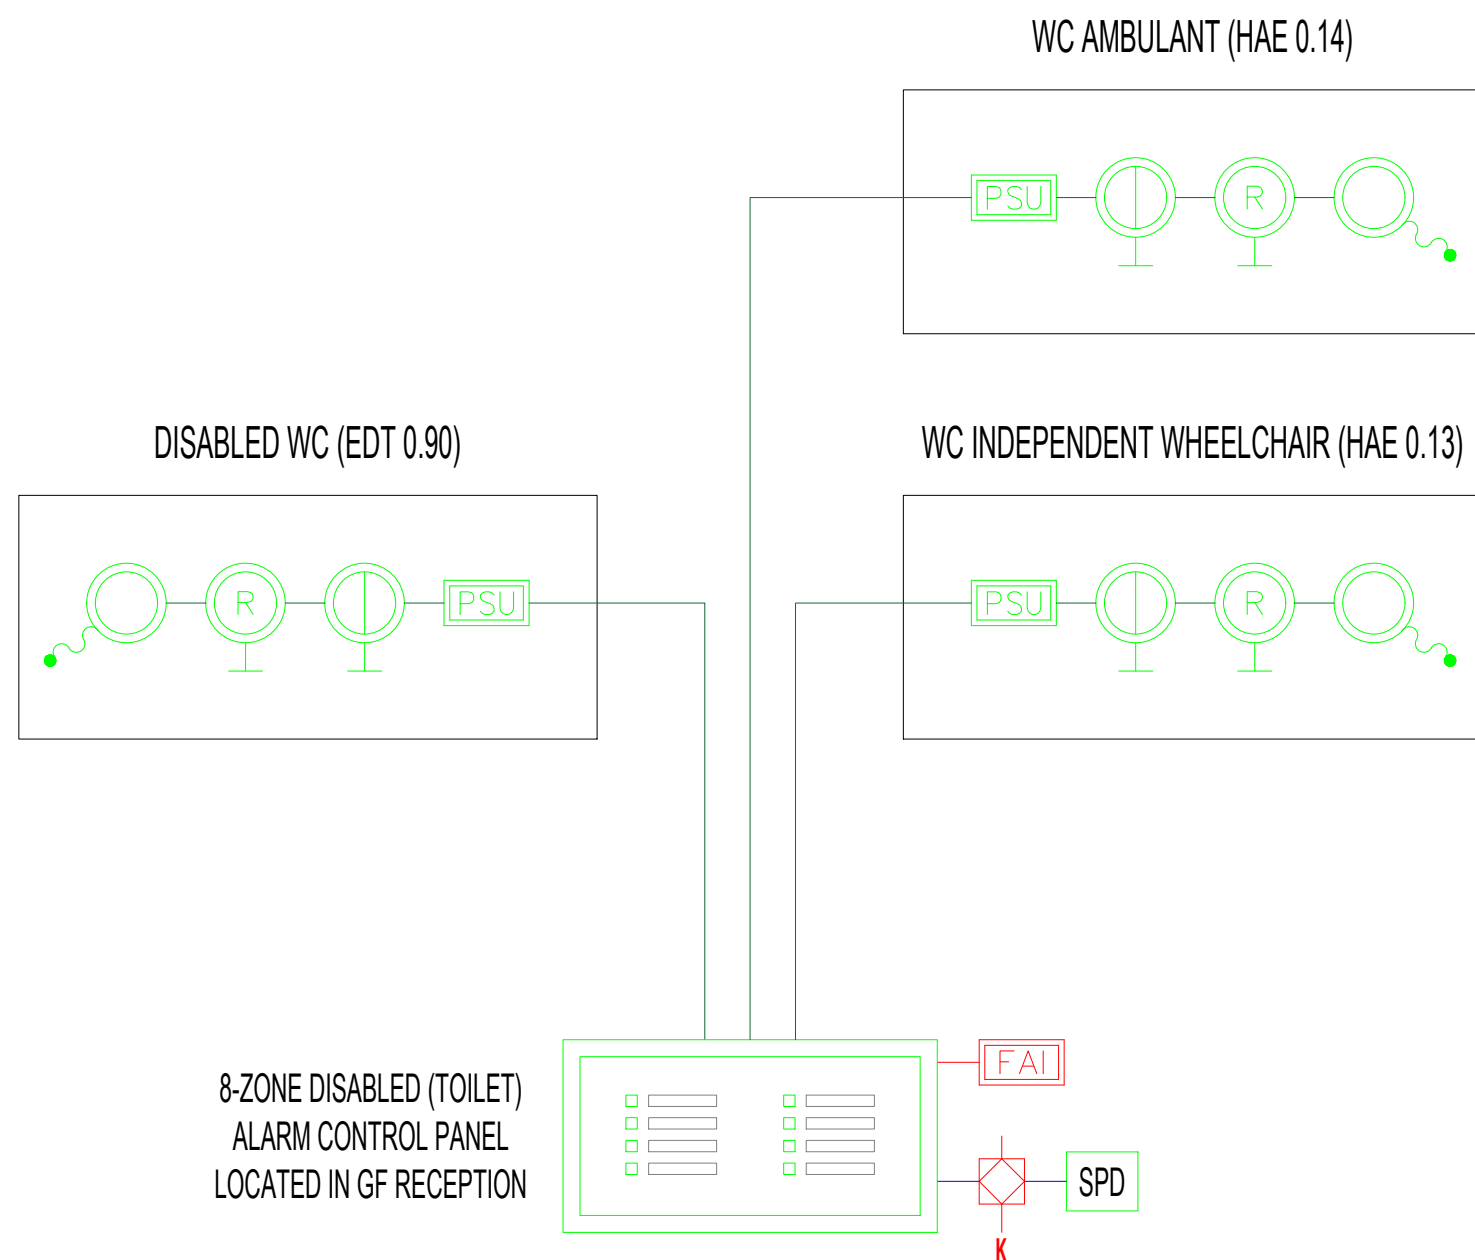 WC AMBULANT (HAE 0.14)
PSU
R
DISABLED WC (EDT 0.90)
WC INDEPENDENT WHEELCHAIR (HAE 0.13)
R
PSU
PSU
R
8-ZONE DISABLED (TOILET)
ALARM CONTROL PANEL
LOCATED IN GF RECEPTION
FAI
SPD
K